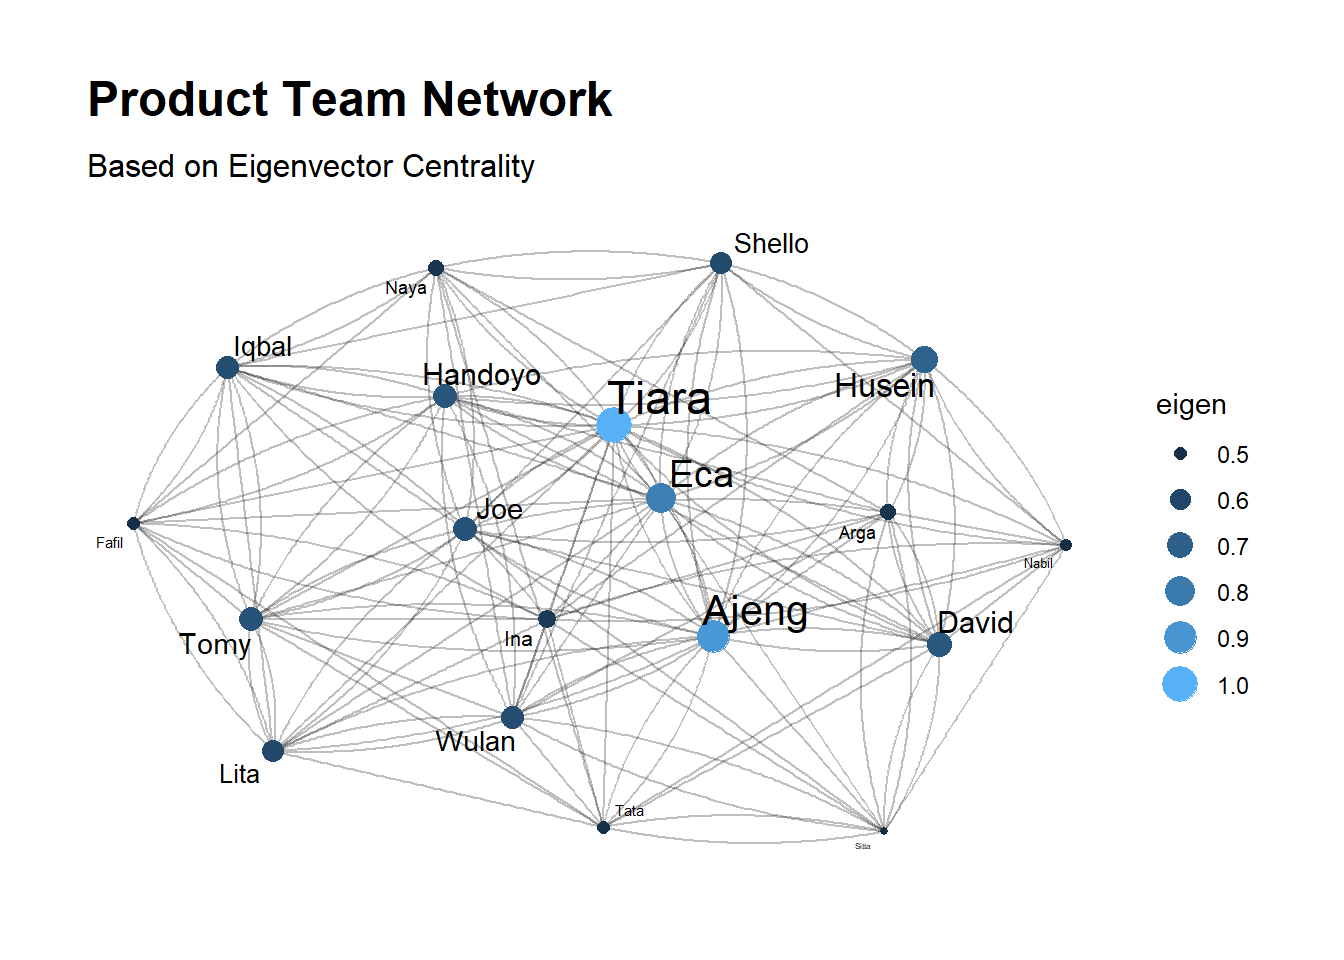 Product Team Network
Based on Eigenvector Centrality
Shello
Naya
Iqbal
Handoyo
Husein
Tiara
eigen
0.5
Eca
0.6
Joe
Arga
Fafil
0.7
Nabil
0.8
Ajeng
David
Ina
Tomy
0.9
1.0
Wulan
Lita
Tata
Sitta